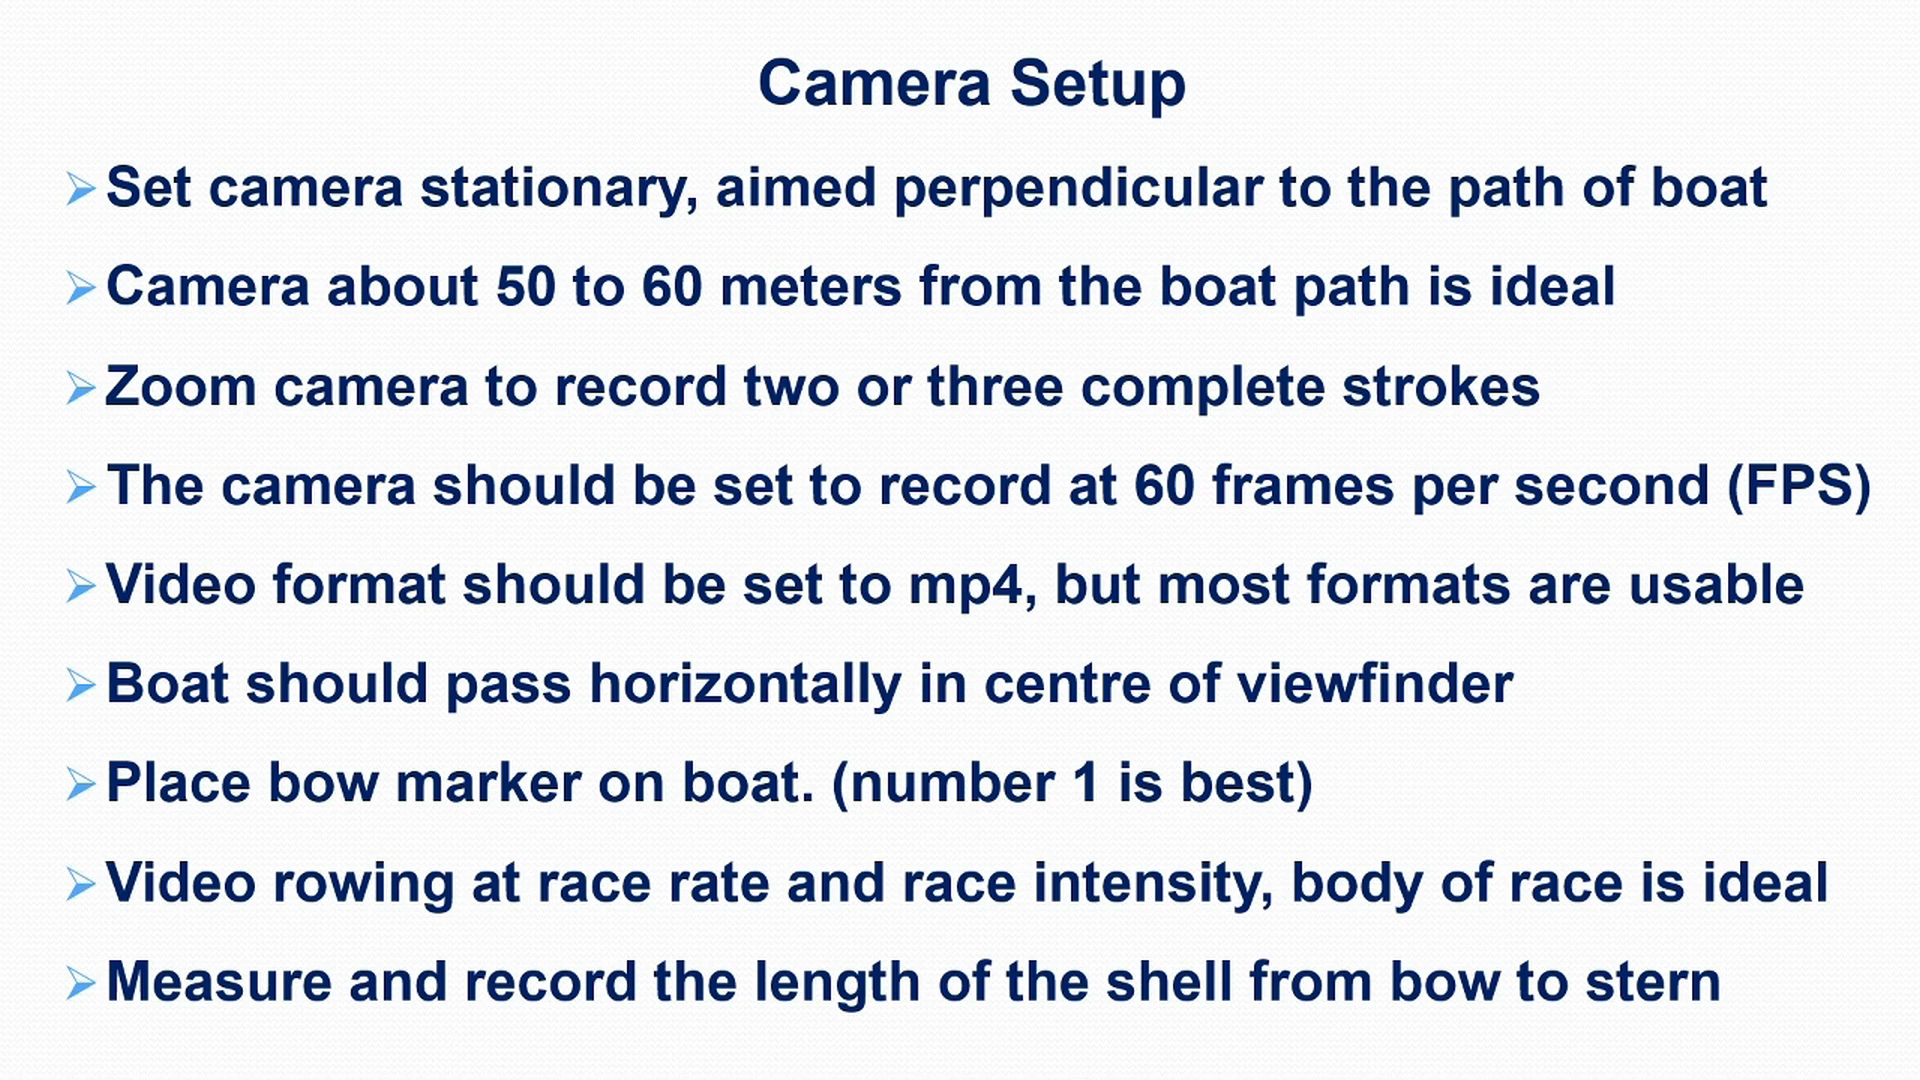 Camera Setup
➢Set camera stationary, aimed perpendicular to the path of boat
➢Camera about 50 to 60 meters from the boat path is ideal
➢Zoom camera to record two or three complete strokes
➢The camera should be set to record at 60 frames per second (FPS)
➢Video format should be set to mp4, but most formats are usable
➢Boat should pass horizontally in centre of viewfinder
➢Place bow marker on boat. (number 1 is best)
➢Video rowing at race rate and race intensity, body of race is ideal
➢Measure and record the length of the shell from bow to stern